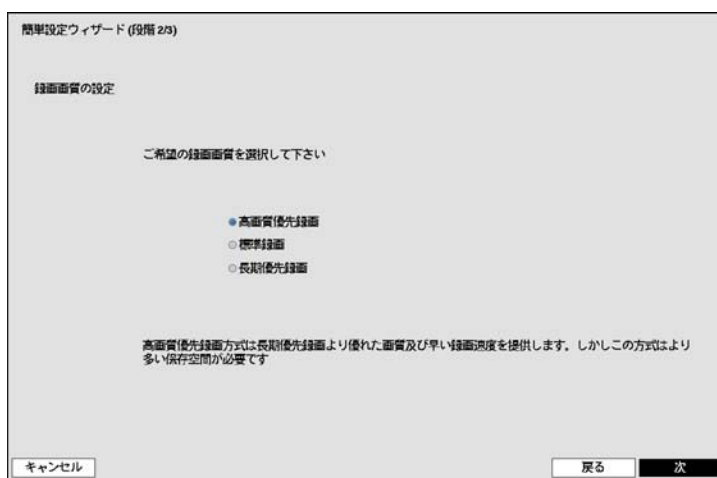 簡単設定ウィザード (段階 2/3)
録画画質の設定
ご希望の録画画質を選択して下さい
高画質優先録画
標準録画
長期優先録画
高画質優先録画方式は長期優先録画より優れた画質及び早い録画速度を提供します。しかしこの方式はより
多い保存空間が必要です
キャンセル
戻る
次